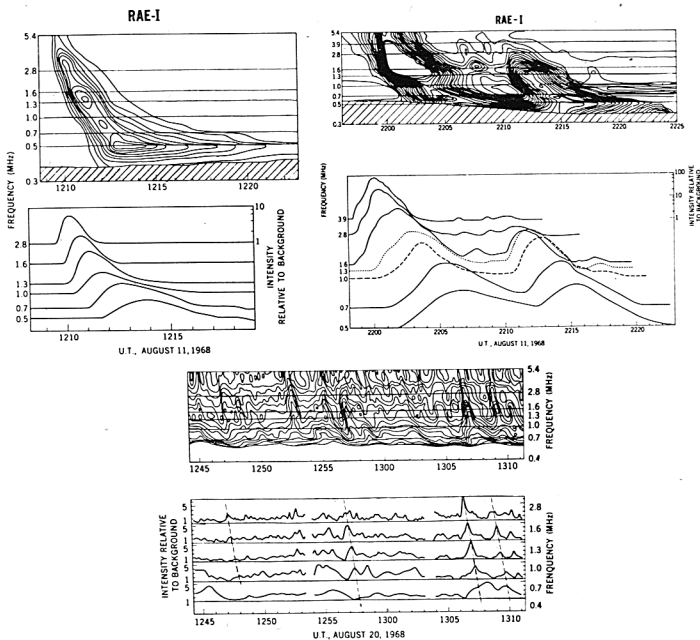 RAE-I
FREQUENCY (MHz)
5.4
2.8
1.6
1.3
1.0
0.7
0.5
0.3
1210 1215 1220
2.8
1.6
1.3
1.0
0.7
0.5
10
1
INTENSITY
RELATIVE TO BACKGROUND
1210 1215
U.T., AUGUST 11, 1968
RAE-I
FREQUENCY (MHz)
5.4
3.9
2.8
1.6
1.3
1.0
0.7
0.5
0.3
2200 2205 2210 2215 2220 2225
3.9
2.8
1.6
1.3
1.0
0.7
0.5
100
10
1
INTENSITY RELATIVE
TO BACKGROUND
2200 2205 2210 2215 2220
U T, AUGUST 11, 1968
5.4
2.8
1.6
1.3
1.0
0.7
0.4
FREQUENCY (MHz)
1245 1250 1255 1300 1305 1310
INTENSITY RELATIVE
TO BACKGROUND
5
1
5
1
5
1
5
1
5
1
2.8
1.6
1.3
1.0
0.7
0.4
FRENQUENCY (MHz)
1245 1250 1255 1300 1305 1310
U.T., AUGUST 20, 1968